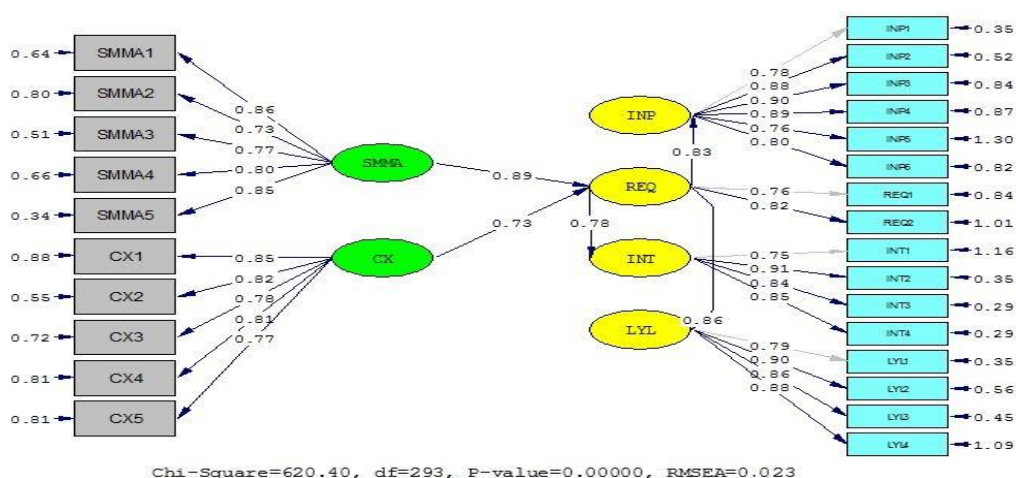 0.64 SMMA1
0.80 SMMA2
0.51 SMMA3
0.66 SMMA4
0.34 SMMA5
0.88 CX1
0.55 CX2
0.72 CX3
0.81 CX4
0.81 CX5
0.86
0.73
0.77
0.80
0.85
0.85
0.82
0.78
0.81
0.77
SMMA
CX
0.89
0.73
INP
REQ
INT
LYL
0.83
0.78
0.86
0.78
0.88
0.90
0.89
0.76
0.80
0.76
0.82
0.75
0.91
0.84
0.85
0.79
0.90
0.86
0.88
INP1 0.35
INP2 0.52
INP3 0.84
INP4 0.87
INP5 1.30
INP6 0.82
REQ1 0.84
REQ2 1.01
INT1 1.16
INT2 0.35
INT3 0.29
INT4 0.29
LYL1 0.35
LYL2 0.56
LYL3 0.45
LYL4 1.09
Chi-Square=620.40, df=293, P-value=0.00000, RMSEA=0.023